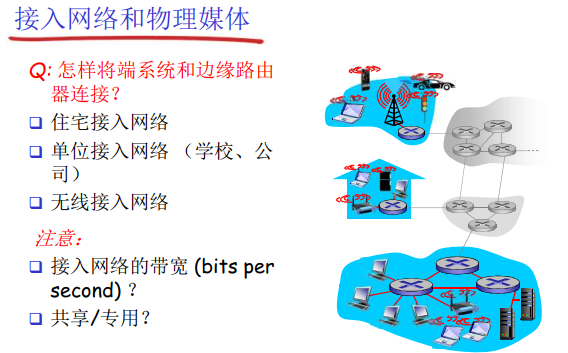 接入网络和物理媒体
Q: 怎样将端系统和边缘路由
器连接？
住宅接入网络
单位接入网络 （学校、公
司）
无线接入网络
注意：
接入网络的带宽 (bits per
second) ？
共享/专用？